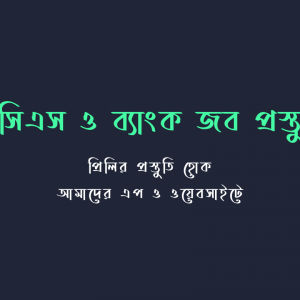 সিএস ও ব্যাংক জব প্রস্তু
প্রিলির প্রস্তুতি হোক
আমাদের এপ ও ওয়েবসাইটে